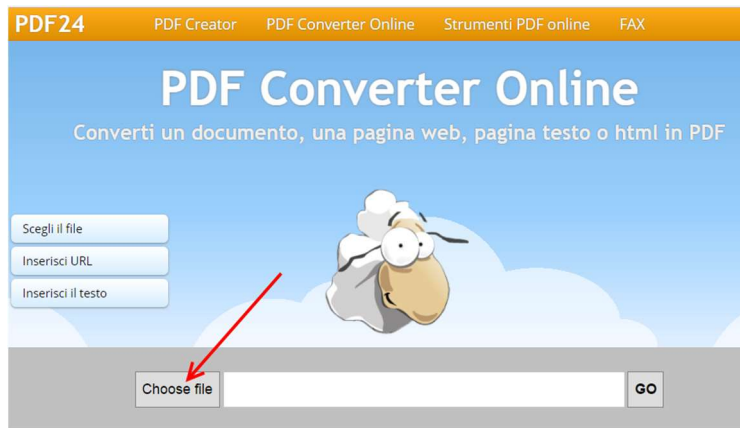 PDF24 PDF Creator PDF Converter Online Strumenti PDF online FAX
PDF Converter Online
Converti un documento, una pagina web, pagina testo o html in PDF
Scegli il file
Inserisci URL
Inserisci il testo
Choose file GO